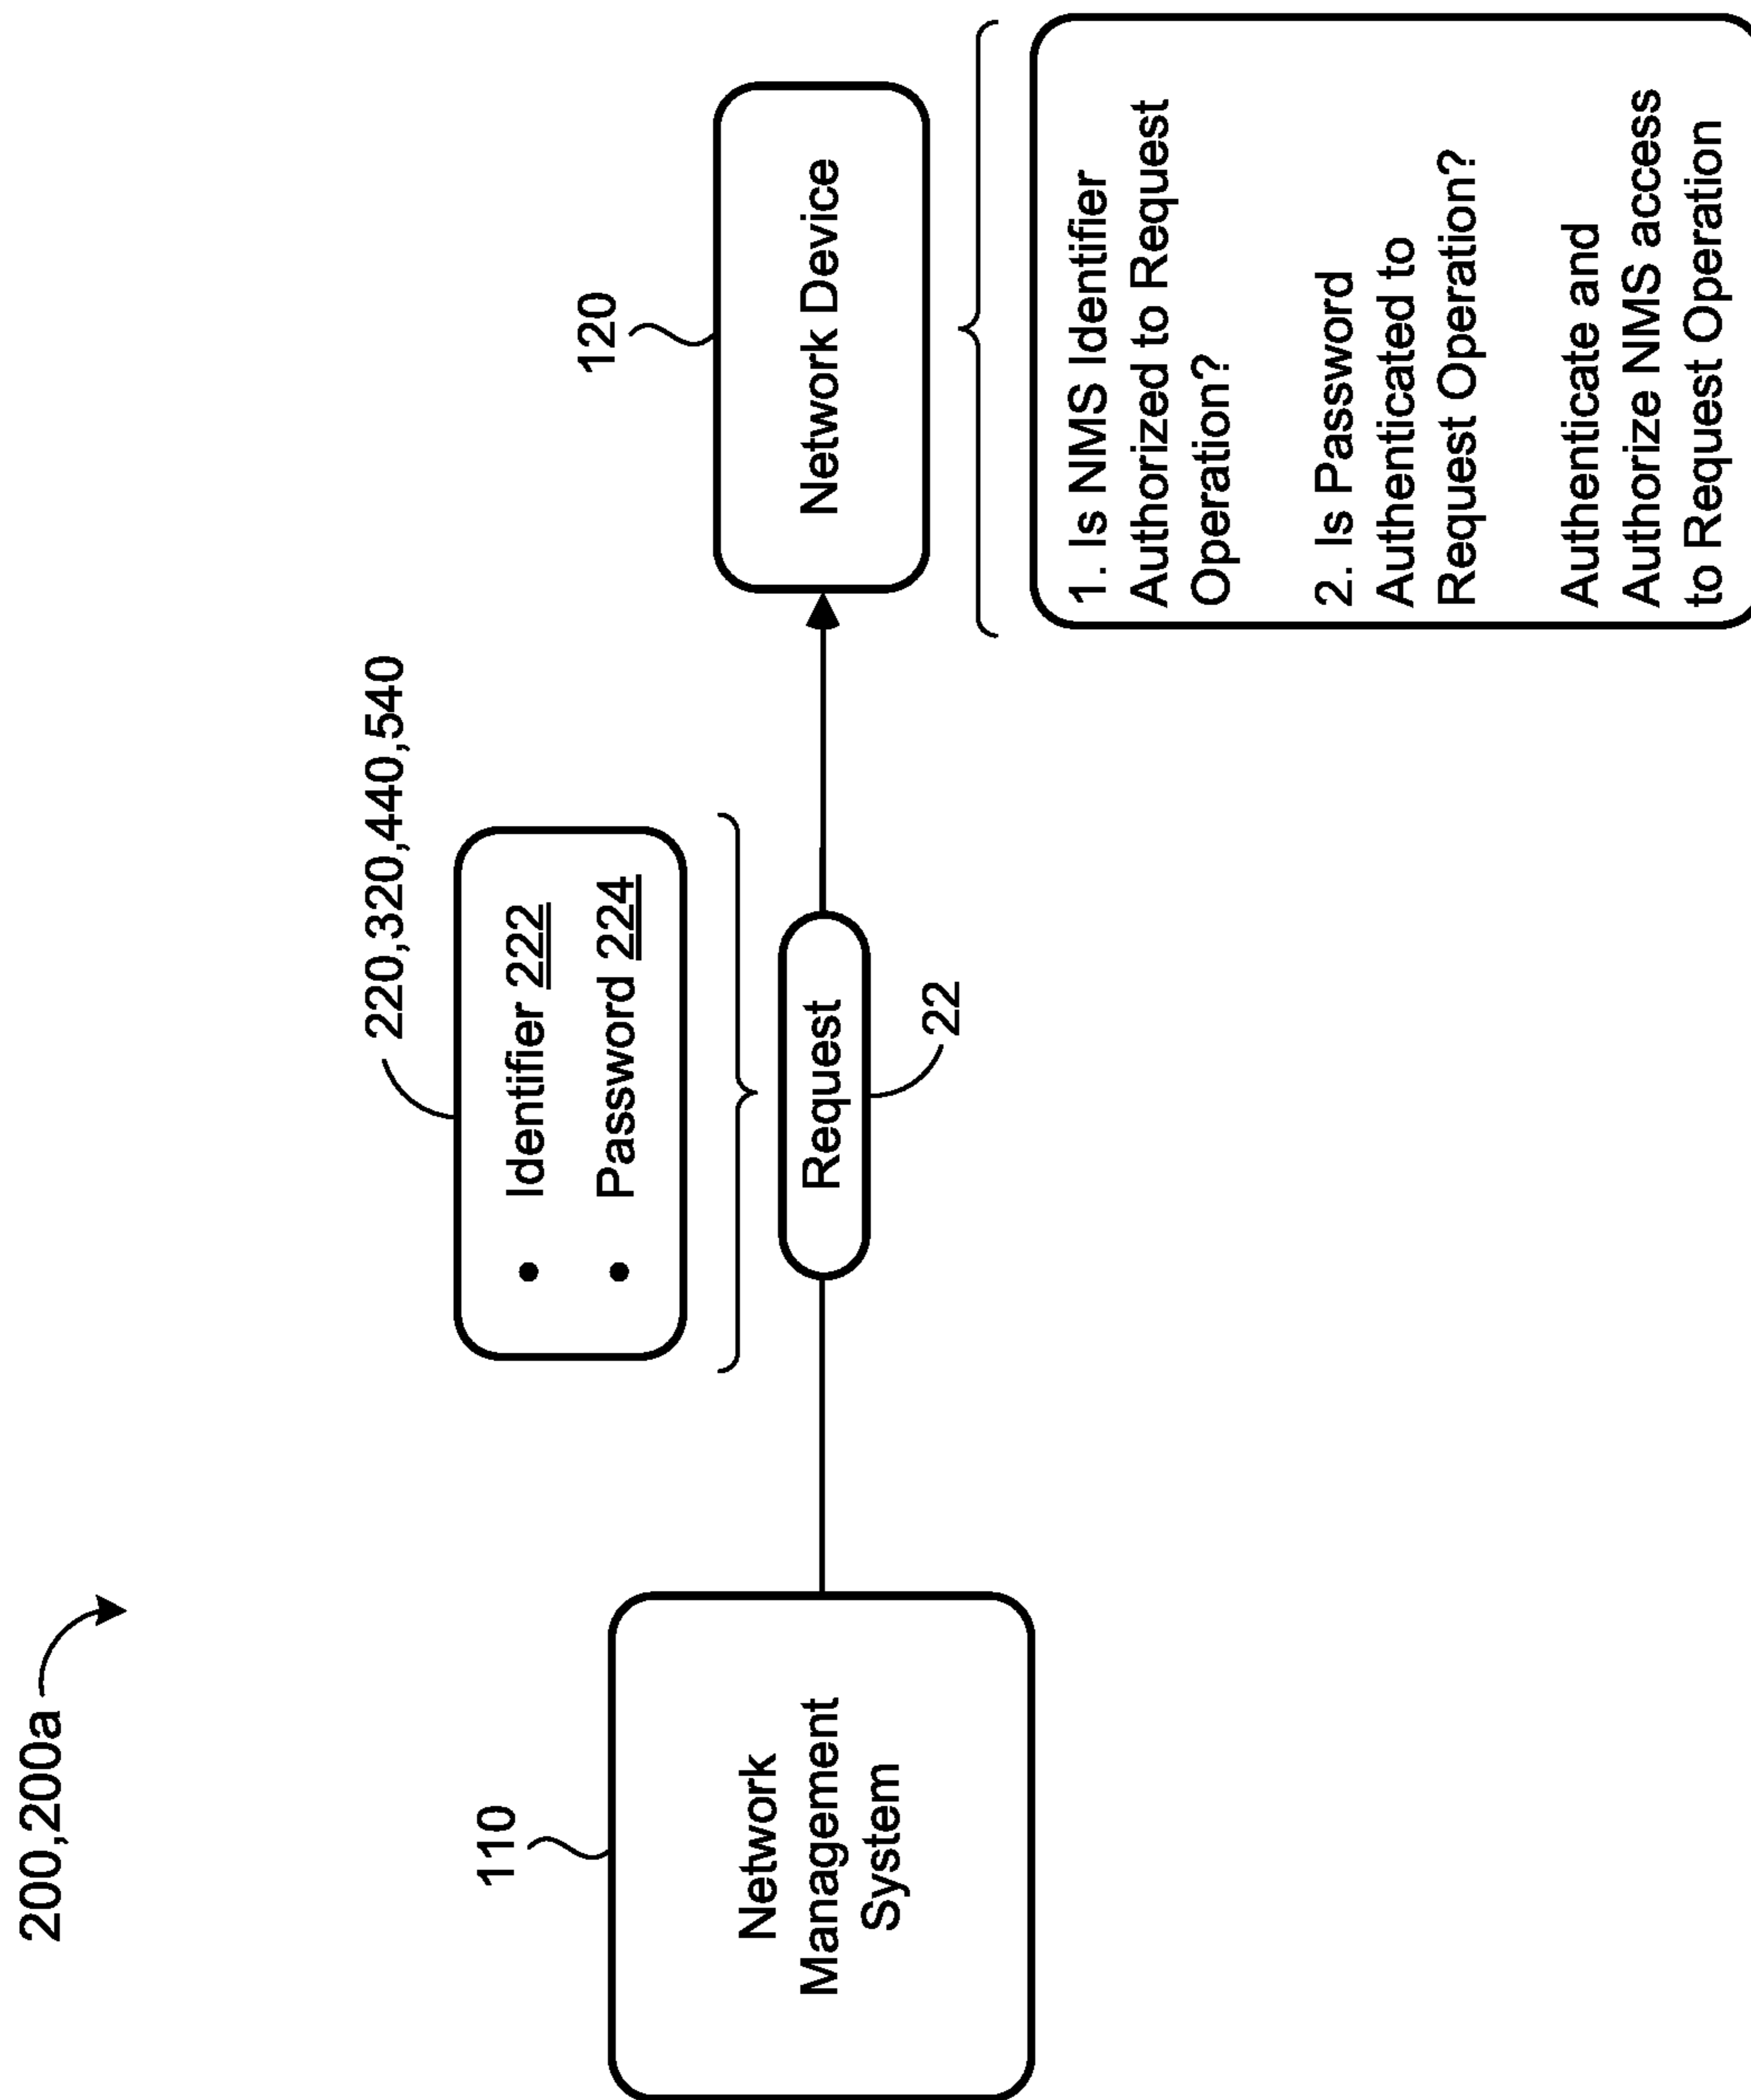 200,200a
220,320,440,540
Identifier 222
Password 224
110
Network
Management
System
Request
22
120
Network Device
1. Is NMS Identifier
Authorized to Request
Operation?
2. Is Password
Authenticated to
Request Operation?
Authenticate and
Authorize NMS access
to Request Operation